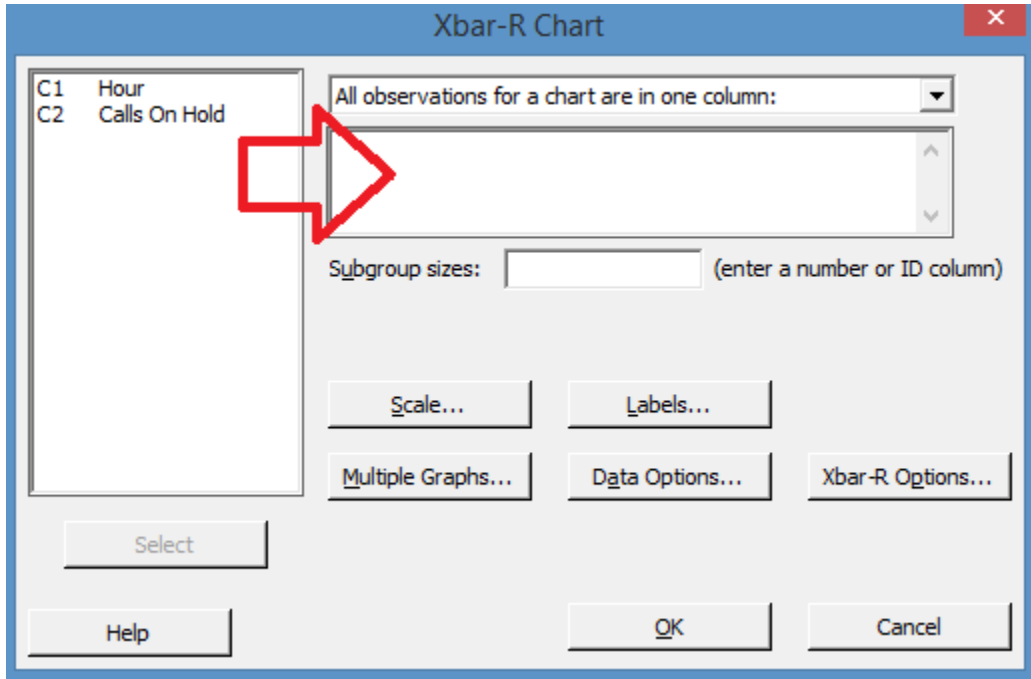 Xbar-R Chart
C1 Hour
C2 Calls On Hold
All observations for a chart are in one column:
Subgroup sizes: (enter a number or ID column)
Scale... Labels...
Multiple Graphs... Data Options... Xbar-R Options...
Select
Help OK Cancel